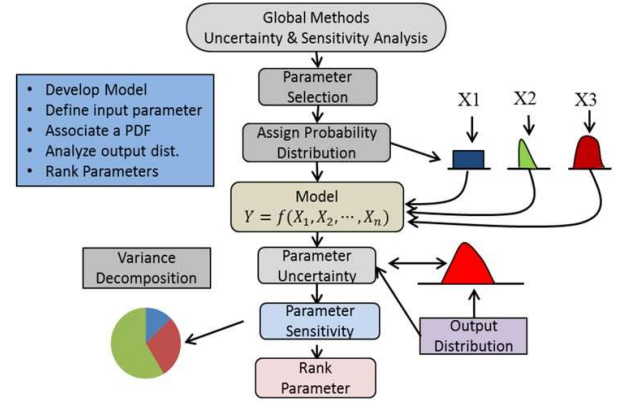 Global Methods
Uncertainty & Sensitivity Analysis
• Develop Model
• Define input parameter
• Associate a PDF
• Analyze output dist.
• Rank Parameters
Parameter
Selection
Assign Probability
Distribution
X1 X2 X3
Model
Y = f(X₁, X₂, ⋯, Xₙ)
Variance
Decomposition
Parameter
Uncertainty
Parameter
Sensitivity
Output
Distribution
Rank
Parameter